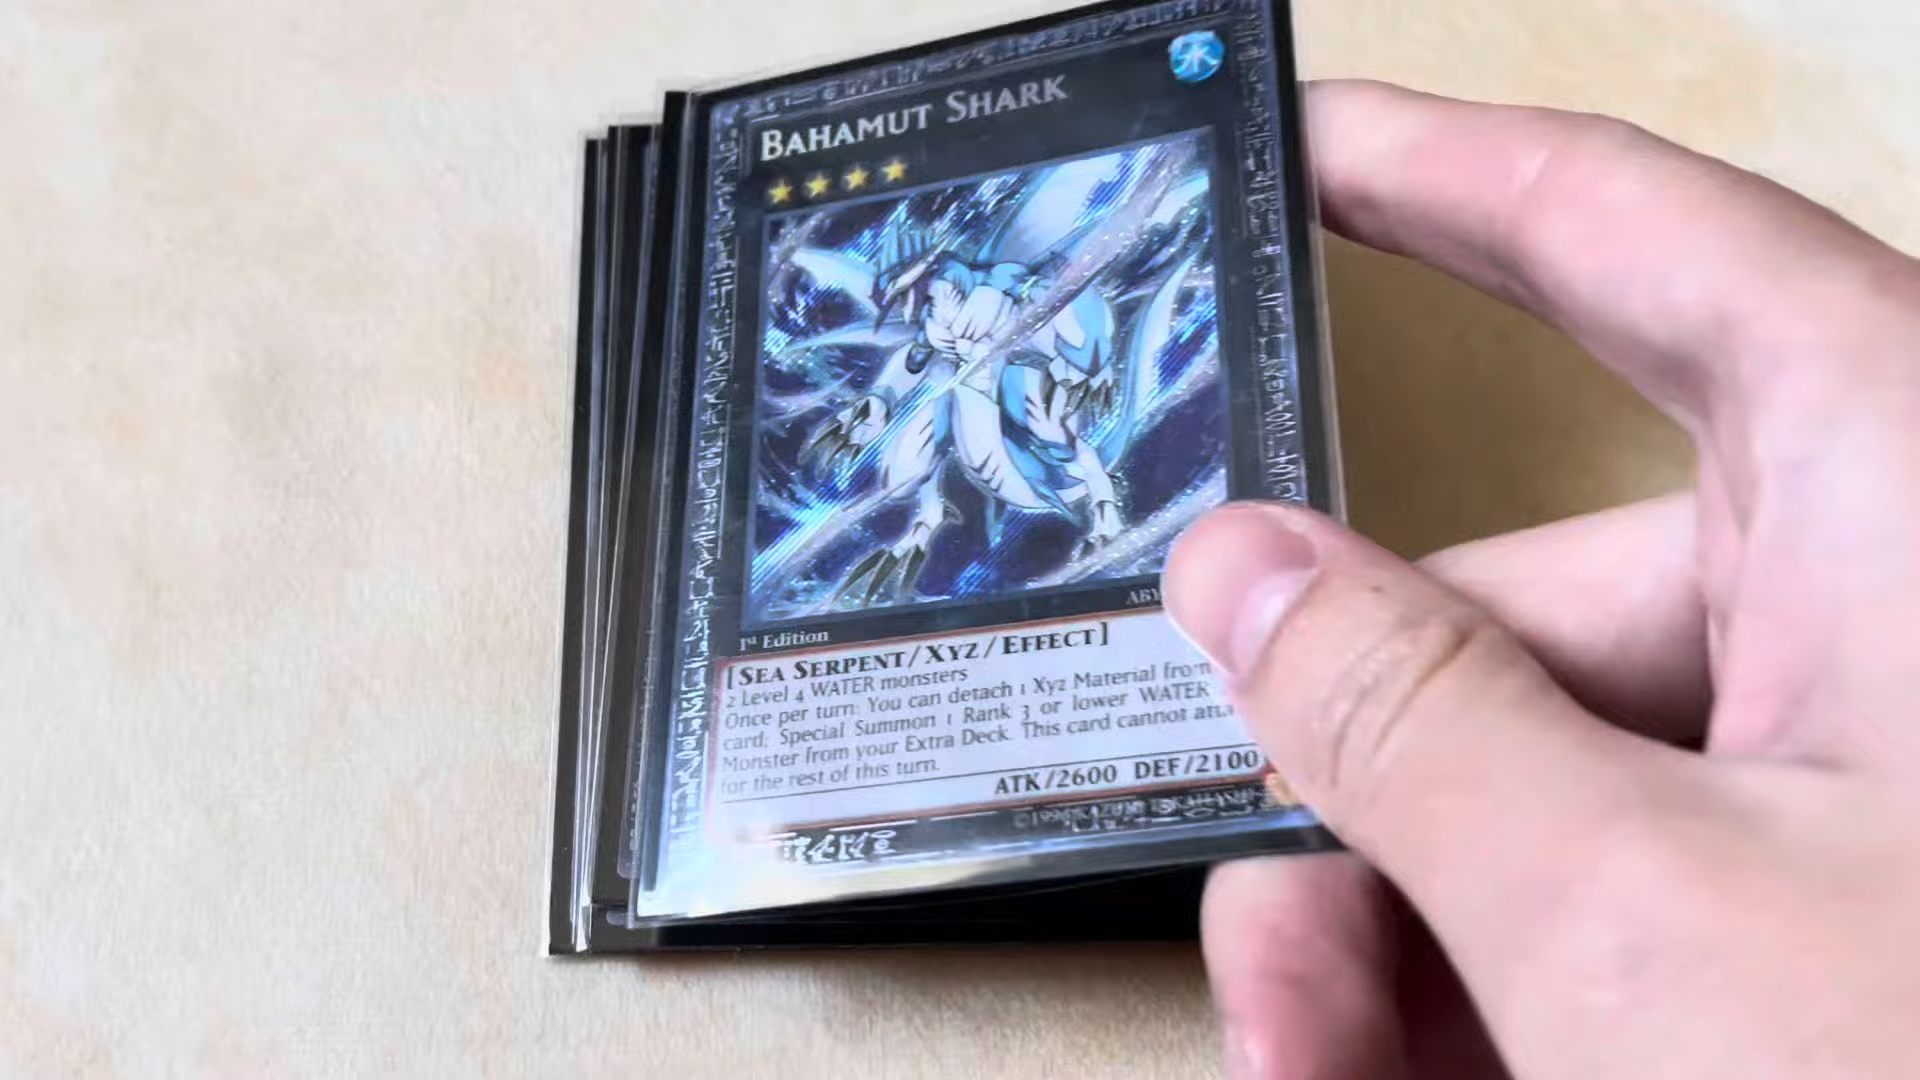 BAHAMUT SHARK
水
1st Edition
ABY
[SEA SERPENT/XYZ/EFFECT]
2 Level 4 WATER monsters
Once per turn: You can detach 1 Xyz Material from
card; Special Summon 1 Rank 3 or lower WATER
Monster from your Extra Deck. This card cannot
for the rest of this turn.
ATK/2600 DEF/2100